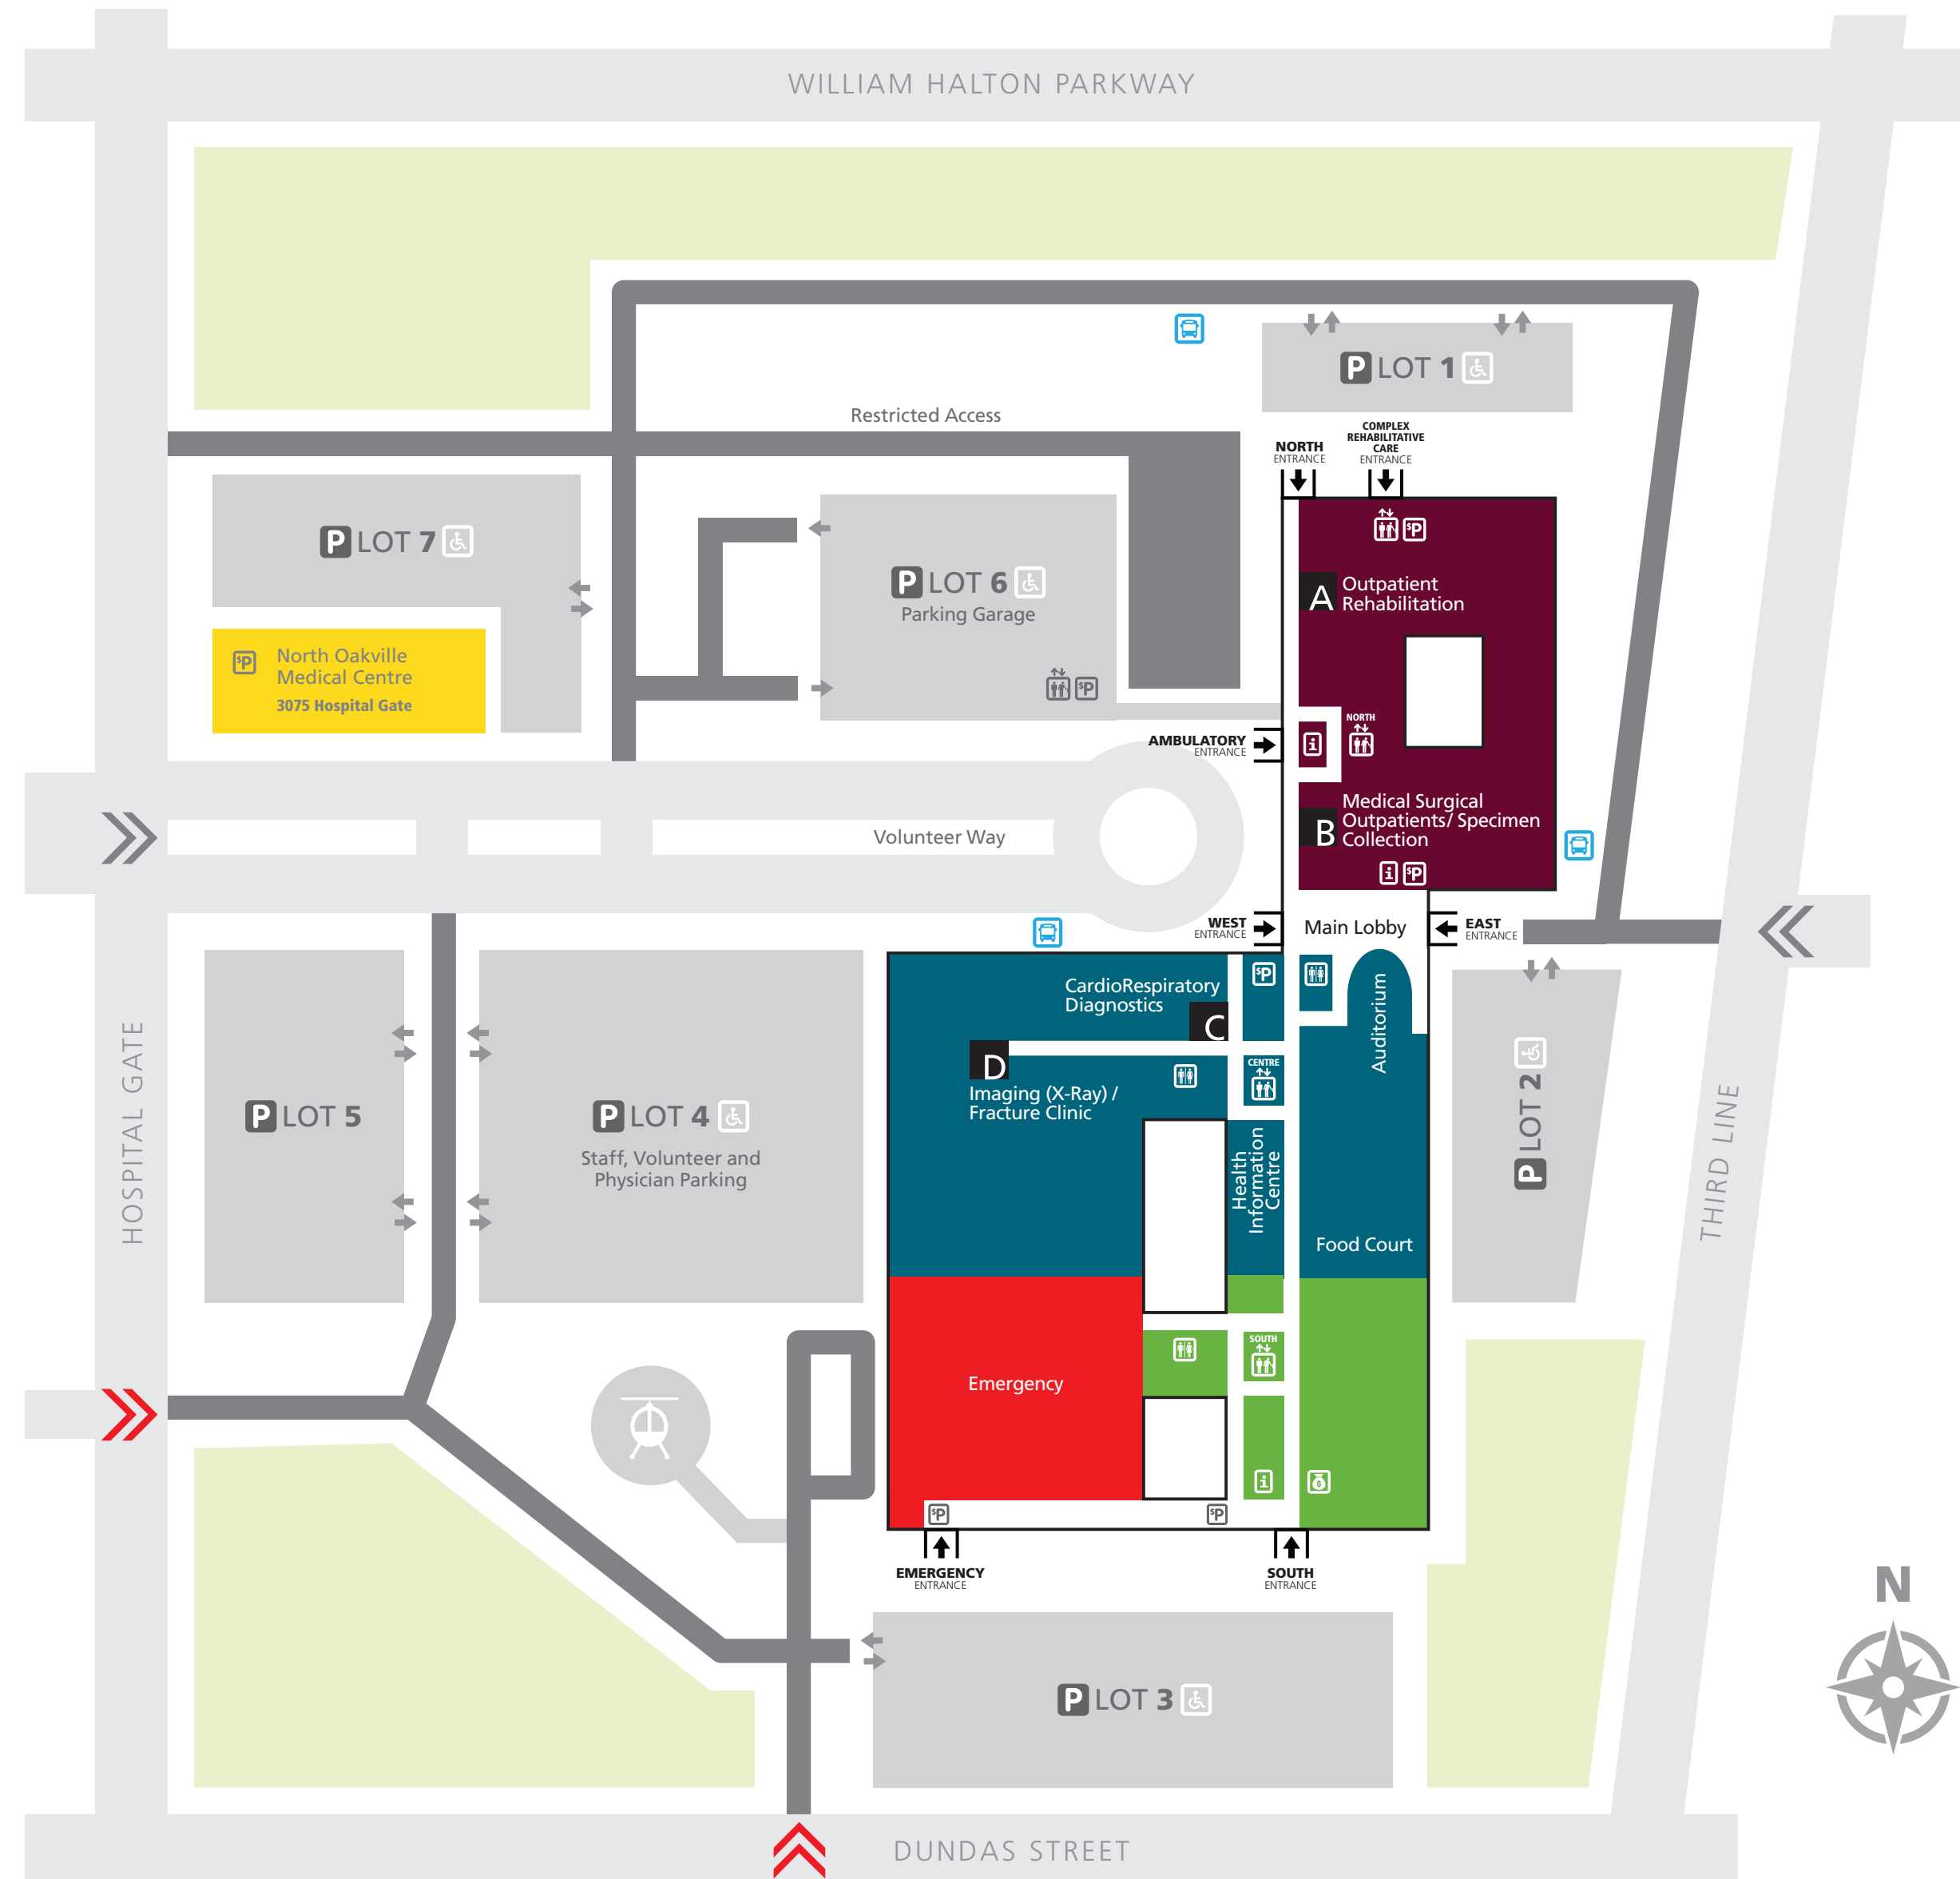 WILLIAM HALTON PARKWAY
P LOT 1
Restricted Access
NORTH
ENTRANCE
COMPLEX
REHABILITATIVE
CARE
ENTRANCE
$P
P LOT 7
P LOT 6
Parking Garage
$P
A Outpatient
Rehabilitation
$P
North Oakville
Medical Centre
3075 Hospital Gate
AMBULATORY
ENTRANCE
i
NORTH
B Medical Surgical
Outpatients/ Specimen
Collection
i $P
Volunteer Way
WEST
ENTRANCE
Main Lobby
EAST
ENTRANCE
CardioRespiratory
Diagnostics
C
$P
Auditorium
D
Imaging (X-Ray) /
Fracture Clinic
CENTRE
HOSPITAL GATE
P LOT 5
P LOT 4
Staff, Volunteer and
Physician Parking
Health
Information
Centre
Food Court
P LOT 2
THIRD LINE
Emergency
SOUTH
i
$
$P
$P
EMERGENCY
ENTRANCE
SOUTH
ENTRANCE
N
P LOT 3
DUNDAS STREET